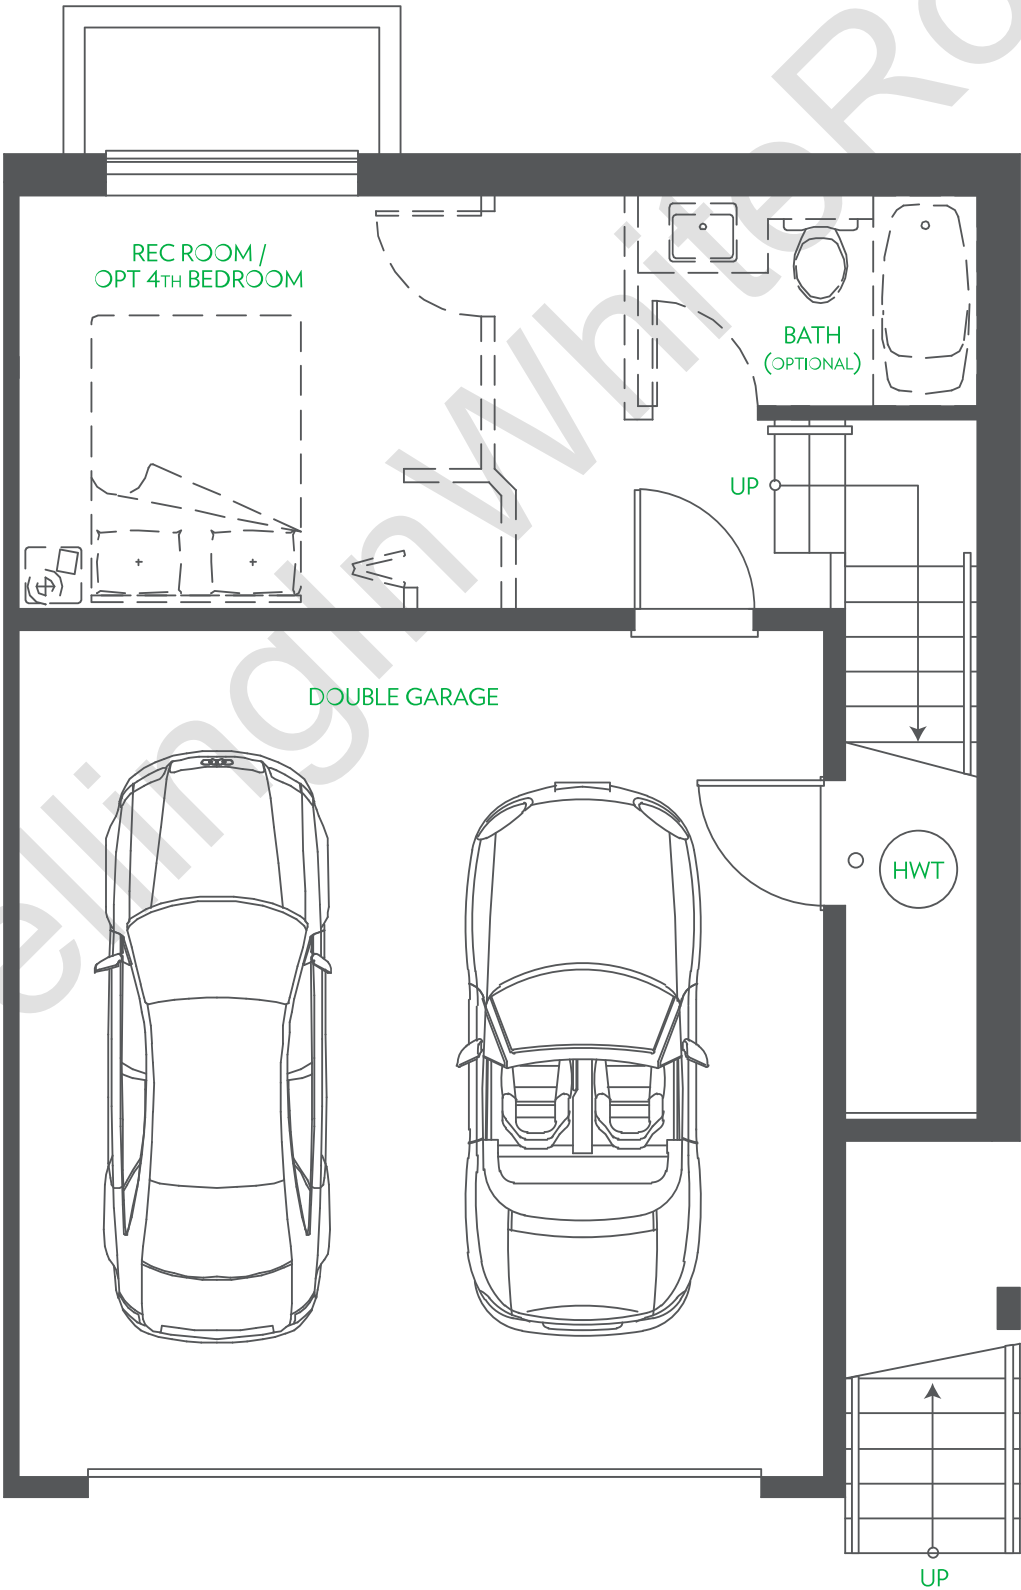 REC ROOM /
OPT 4TH BEDROOM
BATH
(OPTIONAL)
UP
DOUBLE GARAGE
HWT
UP